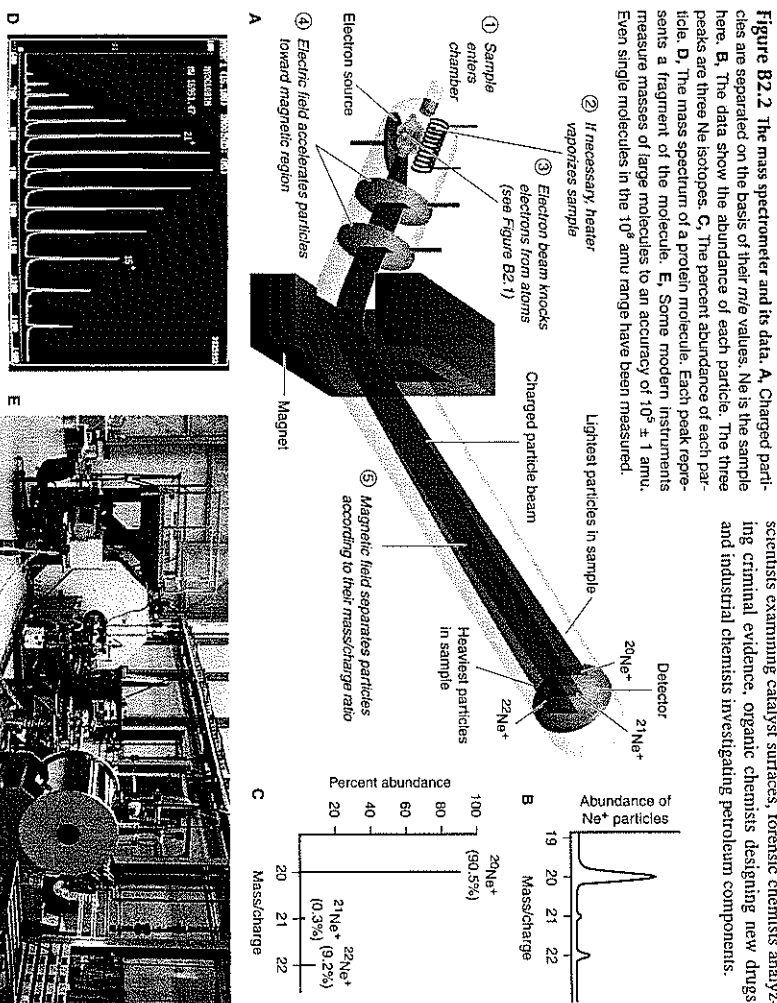 Figure B2.2 The mass spectrometer and its data. A, Charged parti-
cles are separated on the basis of their m/e values. Ne is the sample
here. B, The data show the abundance of each particle. The three
peaks are three Ne isotopes. C, The percent abundance of each par-
ticle. D, The mass spectrum of a protein molecule. Each peak repre-
sents a fragment of the molecule. E, Some modern instruments
measure masses of large molecules to an accuracy of 10⁵ ± 1 amu.
Even single molecules in the 10⁸ amu range have been measured.
scientists examining catalyst surfaces, forensic chemists analyz-
ing criminal evidence, organic chemists designing new drugs
and industrial chemists investigating petroleum components.
① Sample
enters
chamber
② If necessary, heater
vaporizes sample
③ Electron beam knocks
electrons from atoms
(see Figure B2.1)
Electron source
④ Electric field accelerates particles
toward magnetic region
Magnet
Charged particle beam
Lightest particles in sample
⑤ Magnetic field separates particles
according to their mass/charge ratio
Heaviest particles
in sample
Detector
²⁰Ne⁺
²¹Ne⁺
²²Ne⁺
A
Abundance of
Ne⁺ particles
19
20
21
22
Mass/charge
B
Percent abundance
100
80
60
40
20
²⁰Ne⁺
(90.5%)
²¹Ne⁺
(0.3%)
²²Ne⁺
(9.2%)
20
21
22
Mass/charge
C
21⁺
15⁺
D
E